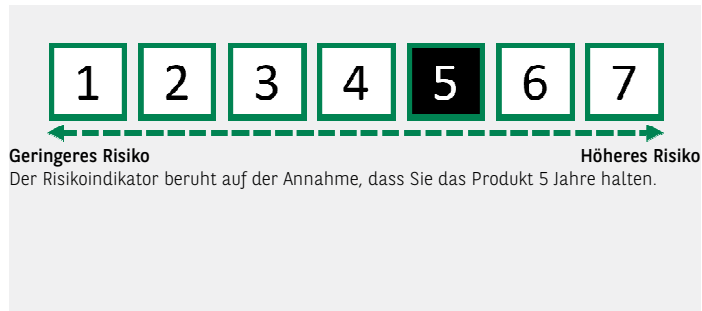 1 2 3 4 5 6 7
Geringeres Risiko Höheres Risiko
Der Risikoindikator beruht auf der Annahme, dass Sie das Produkt 5 Jahre halten.